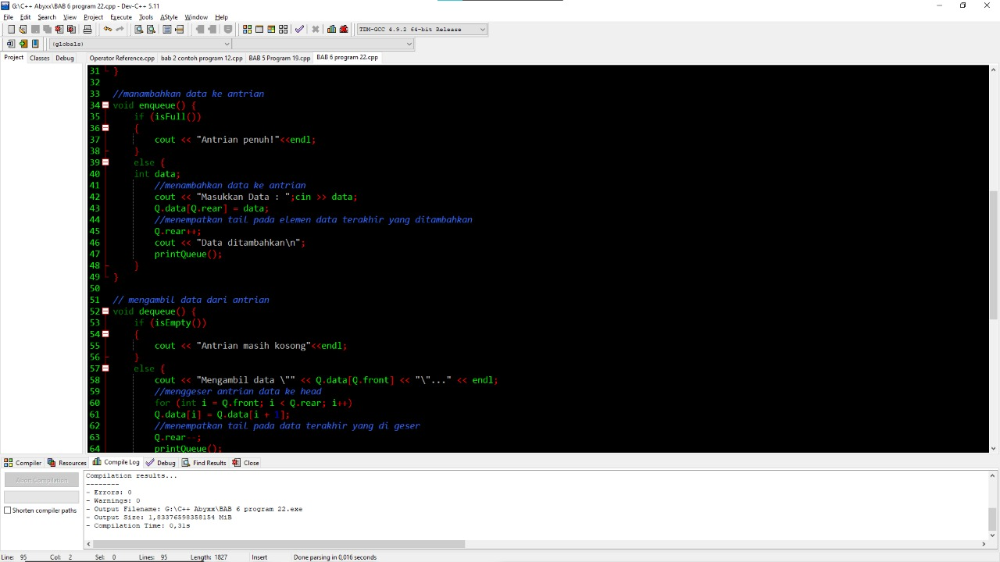 G:\C++ Abyxx\BAB 6 program 22.cpp - Dev-C++ 5.11
File Edit Search View Project Execute Tools AStyle Window Help
TDM-GCC 4.9.2 64-bit Release
(globals)
Project Classes Debug Operator Reference.cpp bab 2 contoh program 12.cpp BAB 5 Program 19.cpp BAB 6 program 22.cpp
31 }
32
33 //manambahkan data ke antrian
34 void enqueue() {
35 if (isFull())
36 {
37 cout << "Antrian penuh!"<<endl;
38 }
39 else {
40 int data;
41 //menambahkan data ke antrian
42 cout << "Masukkan Data : ";cin >> data;
43 Q.data[Q.rear] = data;
44 //menempatkan tail pada elemen data terakhir yang ditambahkan
45 Q.rear++;
46 cout << "Data ditambahkan\n";
47 printQueue();
48 }
49 }
50
51 // mengambil data dari antrian
52 void dequeue() {
53 if (isEmpty())
54 {
55 cout << "Antrian masih kosong"<<endl;
56 }
57 else {
58 cout << "Mengambil data \"" << Q.data[Q.front] << "\"..." << endl;
59 //menggeser antrian data ke head
60 for (int i = Q.front; i < Q.rear; i++)
61 Q.data[i] = Q.data[i + 1];
62 //menempatkan tail pada data terakhir yang di geser
63 Q.rear--;
64 printQueue();
Compiler Resources Compile Log Debug Find Results Close
Abort Compilation
Shorten compiler paths
Compilation results...
--------
- Errors: 0
- Warnings: 0
- Output Filename: G:\C++ Abyxx\BAB 6 program 22.exe
- Output Size: 1,83376598358154 MiB
- Compilation Time: 0,31s
Line: 95 Col: 2 Sel: 0 Lines: 95 Length: 1827 Insert Done parsing in 0,016 seconds